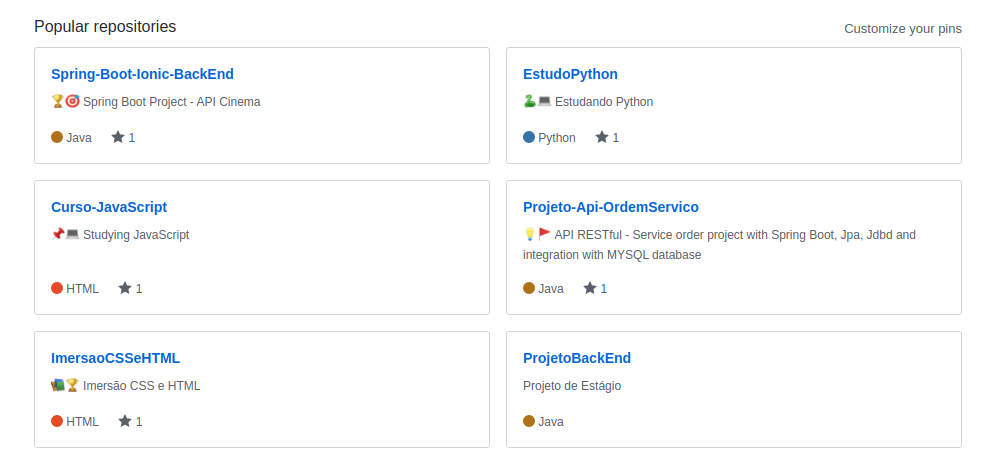 Popular repositories
Customize your pins
Spring-Boot-Ionic-BackEnd
🏆🎯 Spring Boot Project - API Cinema
Java 1
EstudoPython
🐍💻 Estudando Python
Python 1
Curso-JavaScript
📌💻 Studying JavaScript
HTML 1
Projeto-Api-OrdemServico
💡🚩 API RESTful - Service order project with Spring Boot, Jpa, Jdbd and
integration with MYSQL database
Java 1
ImersaoCSSeHTML
Imersão CSS e HTML
HTML 1
ProjetoBackEnd
Projeto de Estágio
Java